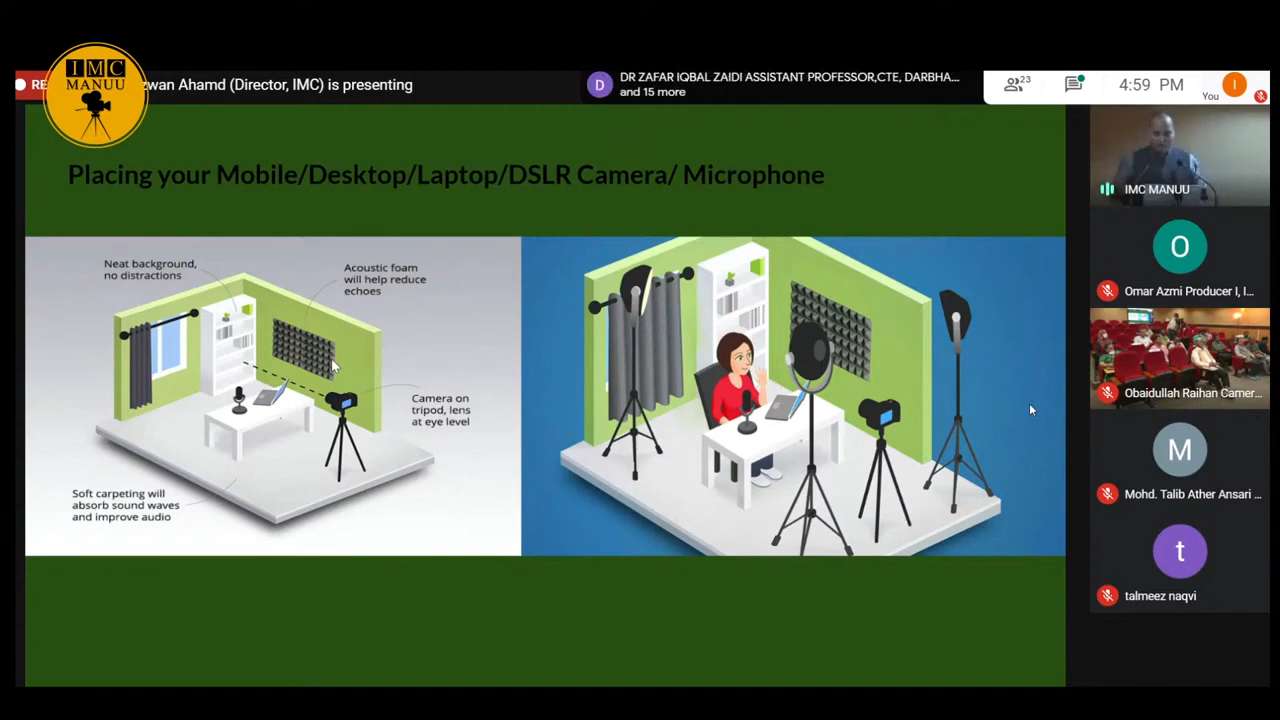 IMC
MANUU
RE
zwan Ahamd (Director, IMC) is presenting
D
DR ZAFAR IQBAL ZAIDI ASSISTANT PROFESSOR,CTE, DARBHA...
and 15 more
23
4:59 PM
You
I
Placing your Mobile/Desktop/Laptop/DSLR Camera/ Microphone
Neat background,
no distractions
Acoustic foam
will help reduce
echoes
Camera on
tripod, lens
at eye level
Soft carpeting will
absorb sound waves
and improve audio
IMC MANUU
O
Omar Azmi Producer I, I...
Obaidullah Raihan Camer...
M
Mohd. Talib Ather Ansari ...
t
talmeez naqvi